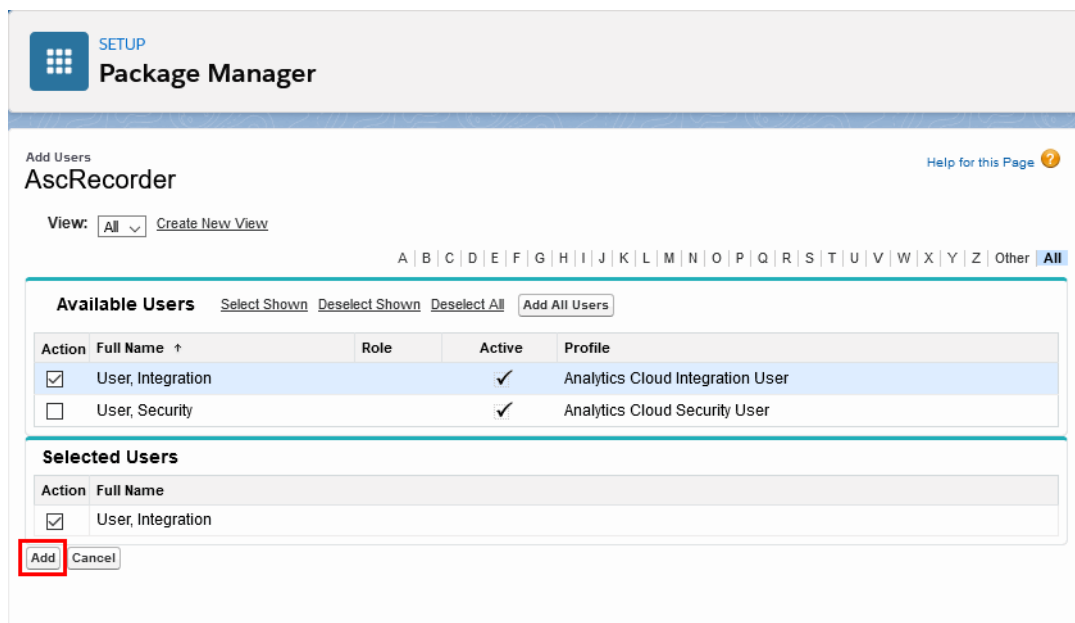 SETUP
Package Manager
Add Users
AscRecorder
Help for this Page ?
View: All Create New View
A | B | C | D | E | F | G | H | I | J | K | L | M | N | O | P | Q | R | S | T | U | V | W | X | Y | Z | Other | All
Available Users Select Shown Deselect Shown Deselect All Add All Users
Action Full Name ↑ Role Active Profile
User, Integration Analytics Cloud Integration User
User, Security Analytics Cloud Security User
Selected Users
Action Full Name
User, Integration
Add Cancel